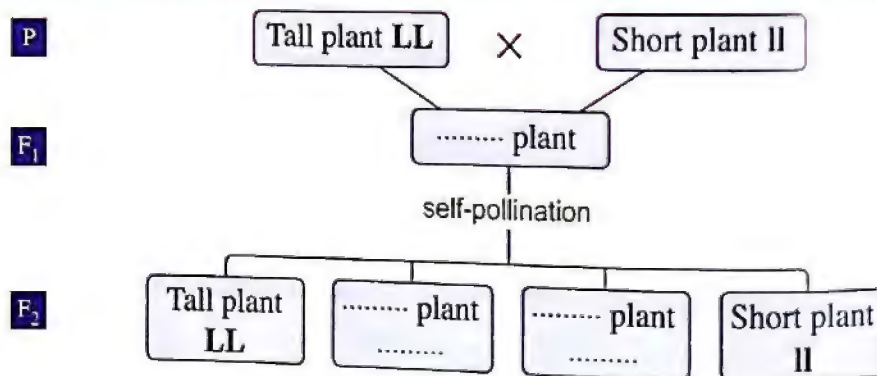 P
Tall plant LL × Short plant ll
F₁
......... plant
self-pollination
F₂
Tall plant
LL
......... plant
...........
......... plant
..........
Short plant
ll